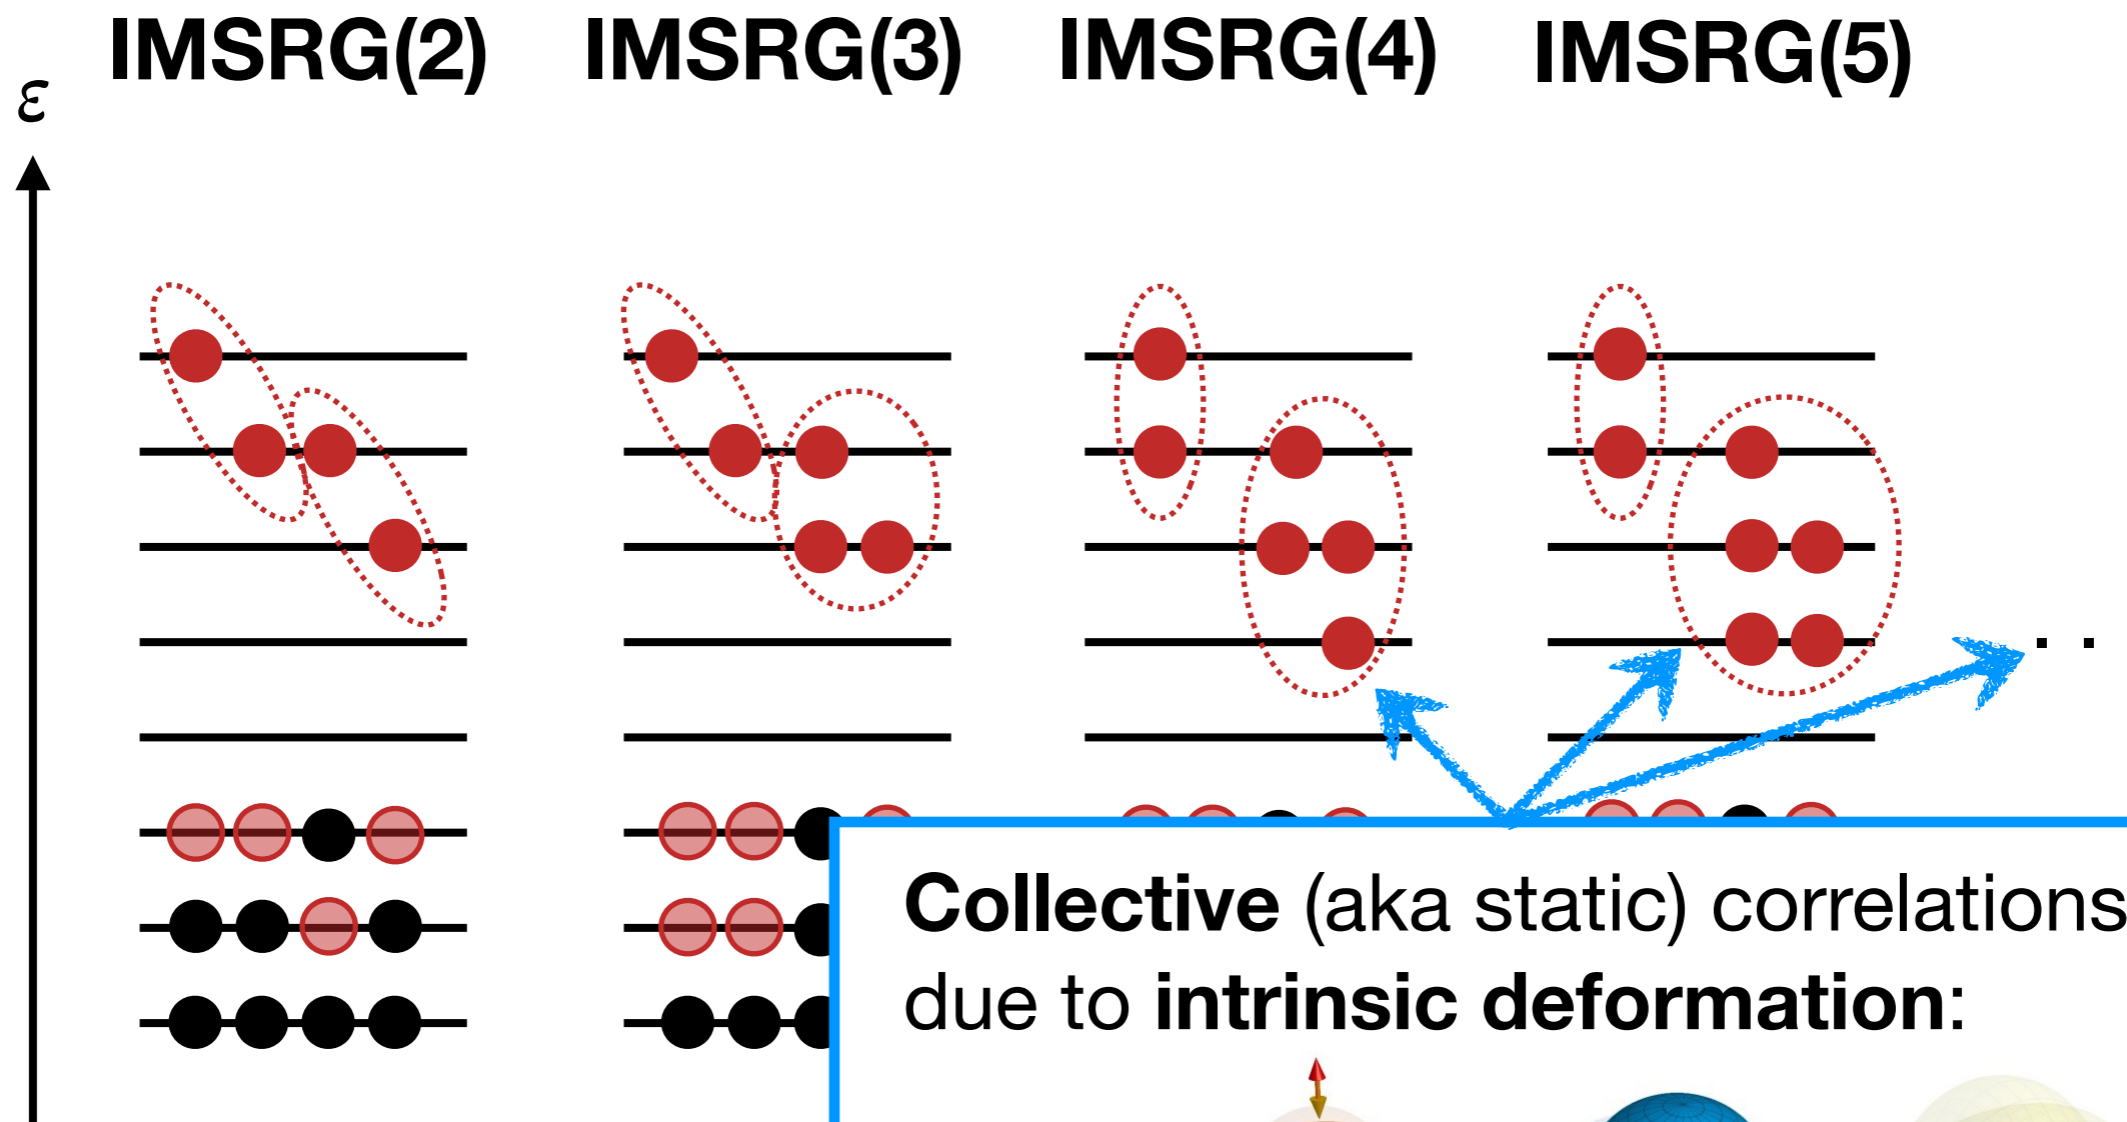 IMSRG(2) IMSRG(3) IMSRG(4) IMSRG(5)
ε
. .
Collective (aka static) correlations
due to intrinsic deformation: